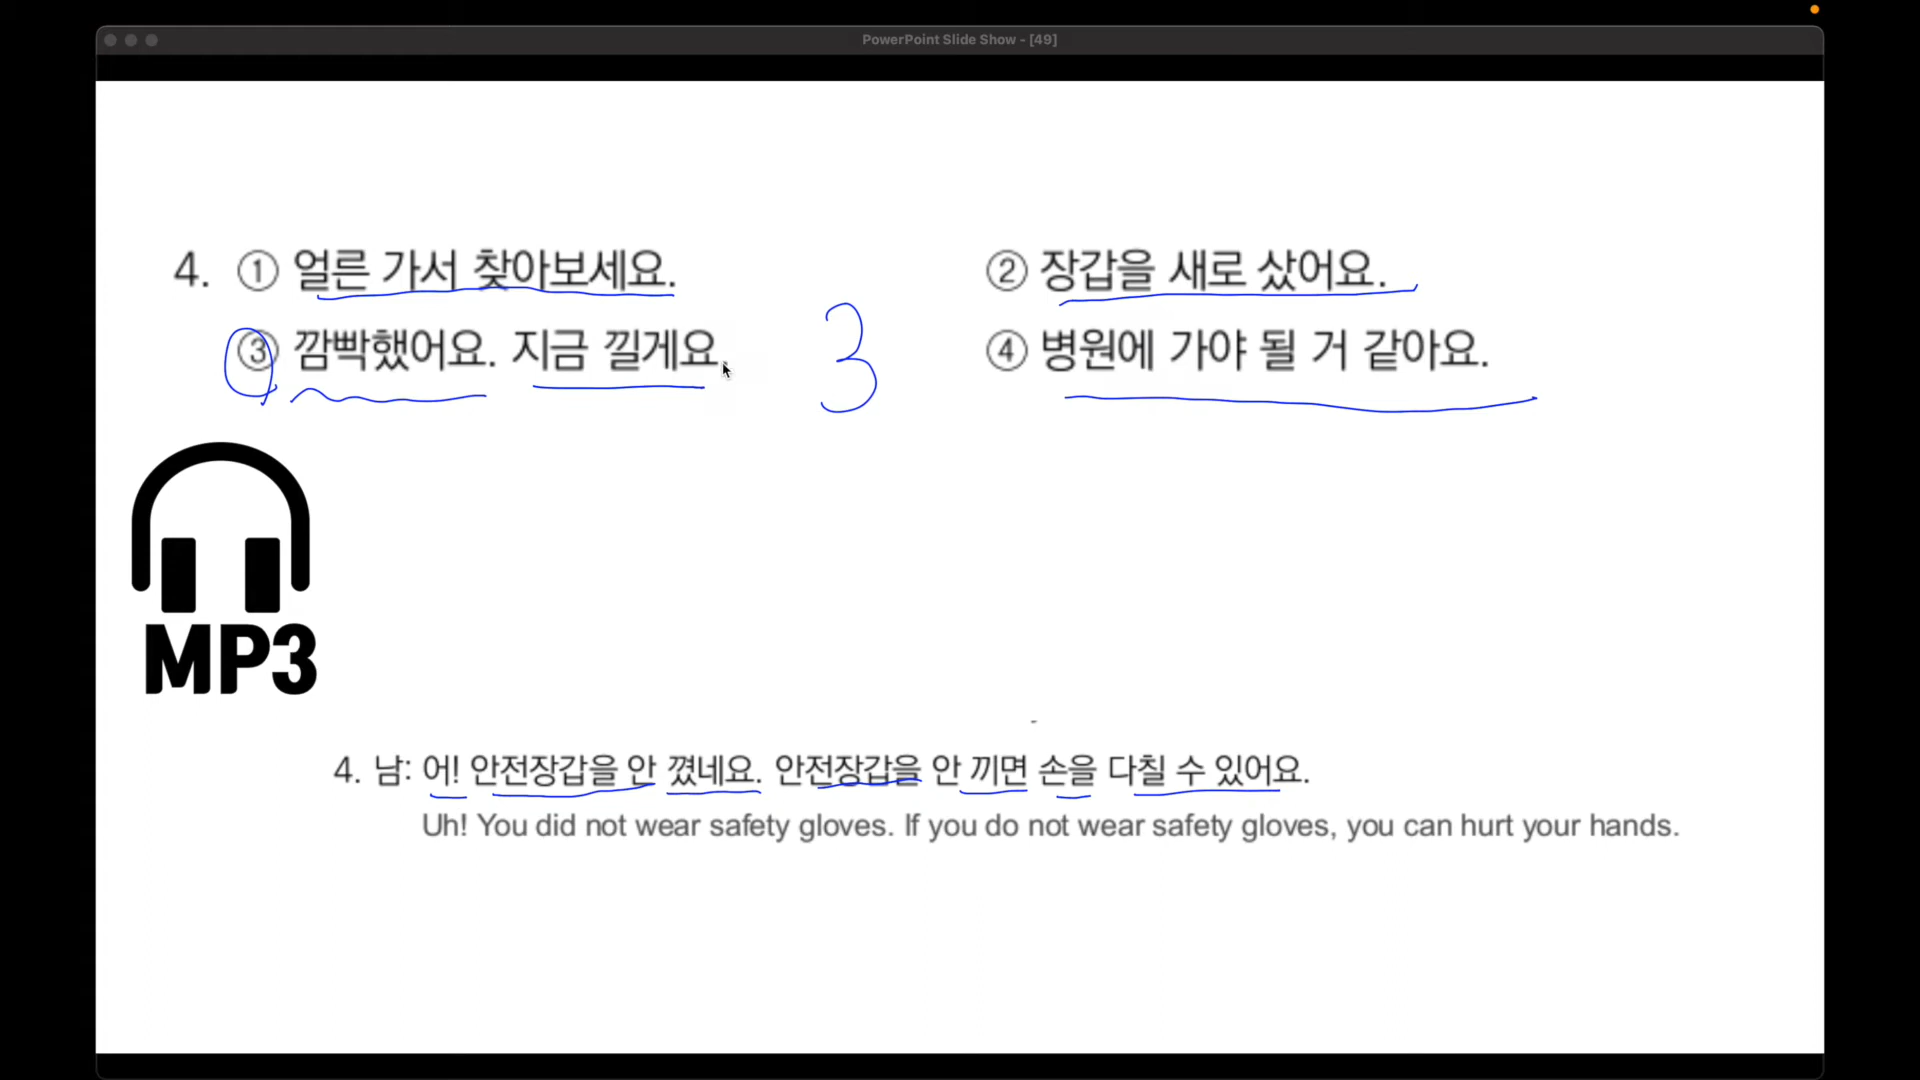 PowerPoint Slide Show - [49]
4. ① 얼른 가서 찾아보세요. ② 장갑을 새로 샀어요.
③ 깜빡했어요. 지금 낄게요. 3 ④ 병원에 가야 될 거 같아요.
MP3
4. 남: 어! 안전장갑을 안 꼈네요. 안전장갑을 안 끼면 손을 다칠 수 있어요.
Uh! You did not wear safety gloves. If you do not wear safety gloves, you can hurt your hands.